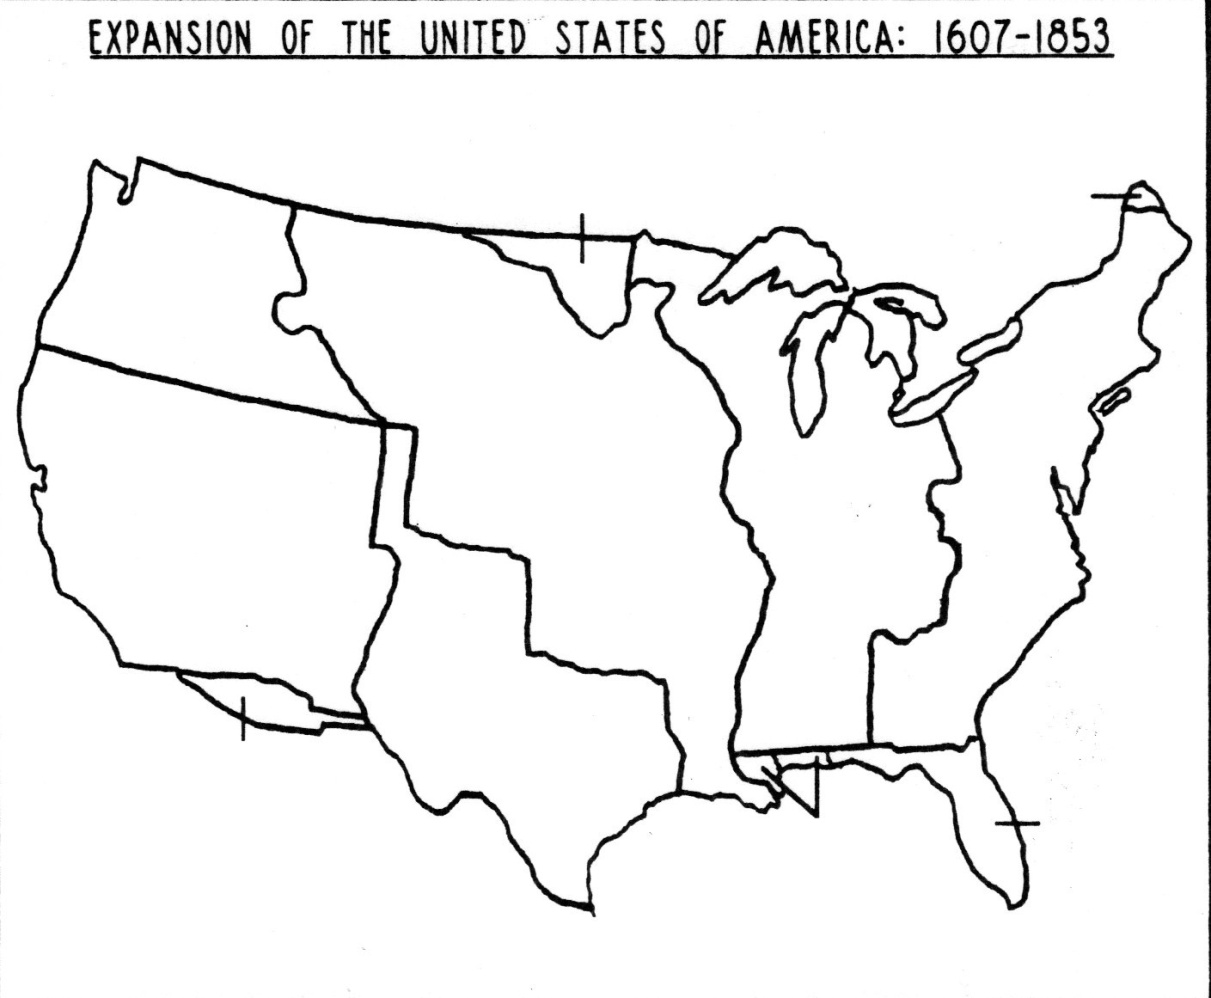 EXPANSION OF THE UNITED STATES OF AMERICA: 1607-1853